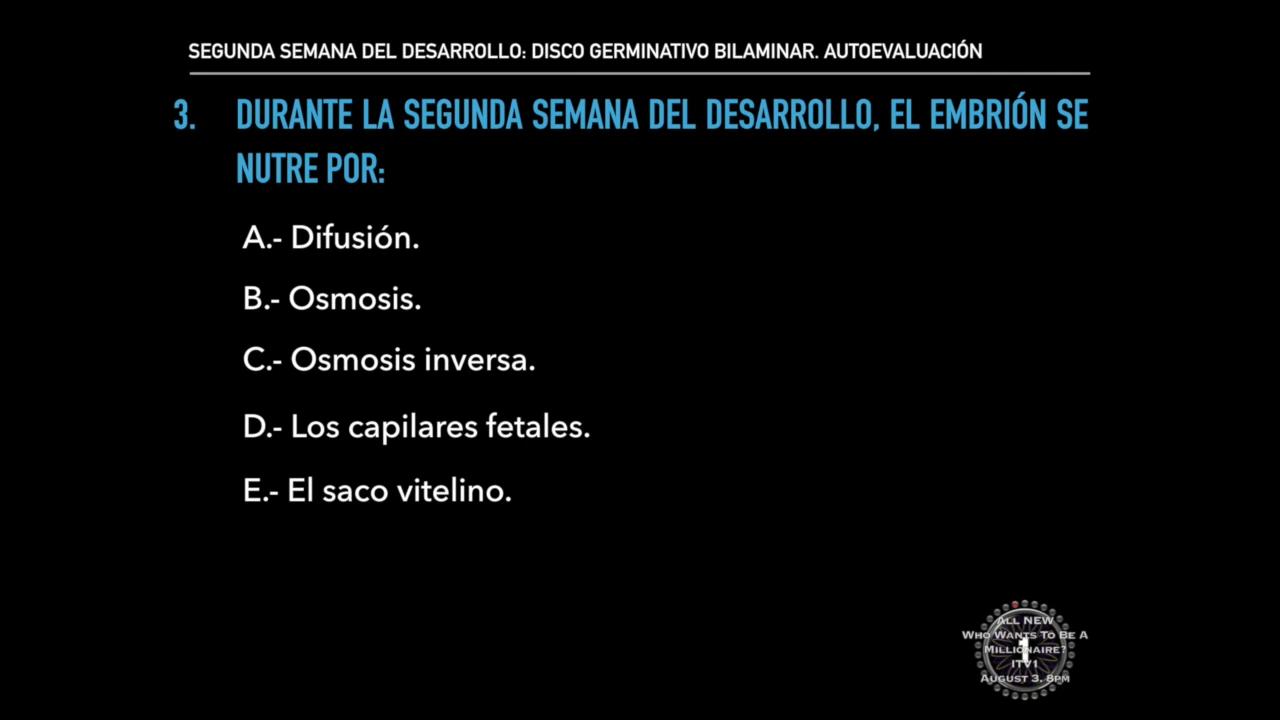 SEGUNDA SEMANA DEL DESARROLLO: DISCO GERMINATIVO BILAMINAR. AUTOEVALUACIÓN
3. DURANTE LA SEGUNDA SEMANA DEL DESARROLLO, EL EMBRIÓN SE
NUTRE POR:
A.- Difusión.
B.- Osmosis.
C.- Osmosis inversa.
D.- Los capilares fetales.
E.- El saco vitelino.
ALL NEW
WHO WANTS TO BE A
MILLIONAIRE?
1
ITV1
AUGUST 3, 8PM